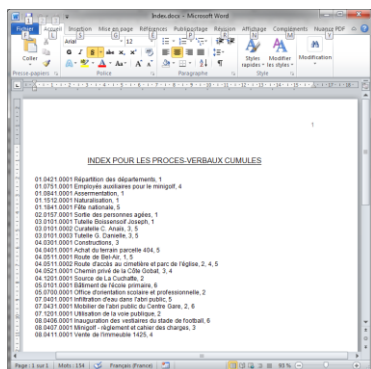 Index.docx - Microsoft Word
Fichier Accueil Insertion Mise en page Références Publipostage Révision Affichage Compléments Nuance PDF
Coller
Arial 12
G I S abc x, x²
Styles rapides
Modifier les styles
Modification
Presse-papiers Police Paragraphe Style
1
INDEX POUR LES PROCES-VERBAUX CUMULES
01.0421.0001 Répartition des départements, 1
01.0751.0001 Employés auxiliaires pour le minigolf, 4
01.0841.0001 Assermentation, 1
01.1512.0001 Naturalisation, 1
01.1841.0001 Fête nationale, 5
02.0157.0001 Sortie des personnes agées, 1
03.0101.0001 Tutelle Boissensoif Joseph, 1
03.0101.0002 Curatelle C. Anaïs, 3, 5
03.0101.0003 Tutelle G. Danielle, 3, 5
04.0301.0001 Constructions, 3
04.0401.0001 Achat du terrain parcelle 404, 5
04.0511.0001 Route de Bel-Air, 1, 5
04.0511.0002 Route d'accès au cimetière et parc de l'église, 2, 4, 5
04.0521.0001 Chemin privé de la Côte Gobat, 3, 4
04.1201.0001 Source de La Cuchatte, 2
05.0101.0001 Bâtiment de l'école primaire, 6
05.0700.0001 Office d'orientation scolaire et professionnelle, 2
07.0401.0001 Infiltration d'eau dans l'abri public, 5
07.0431.0001 Mobilier de l'abri public du Centre Gare, 2, 6
07.1201.0001 Utilisation de la voie publique, 2
08.0406.0001 Inauguration des vestiaires du stade de football, 6
08.0407.0001 Minigolf - règlement et cahier des charges, 3
08.0411.0001 Vente de l'immeuble 1425, 4
Page : 1 sur 1 Mots : 154 Français (France) 93 %